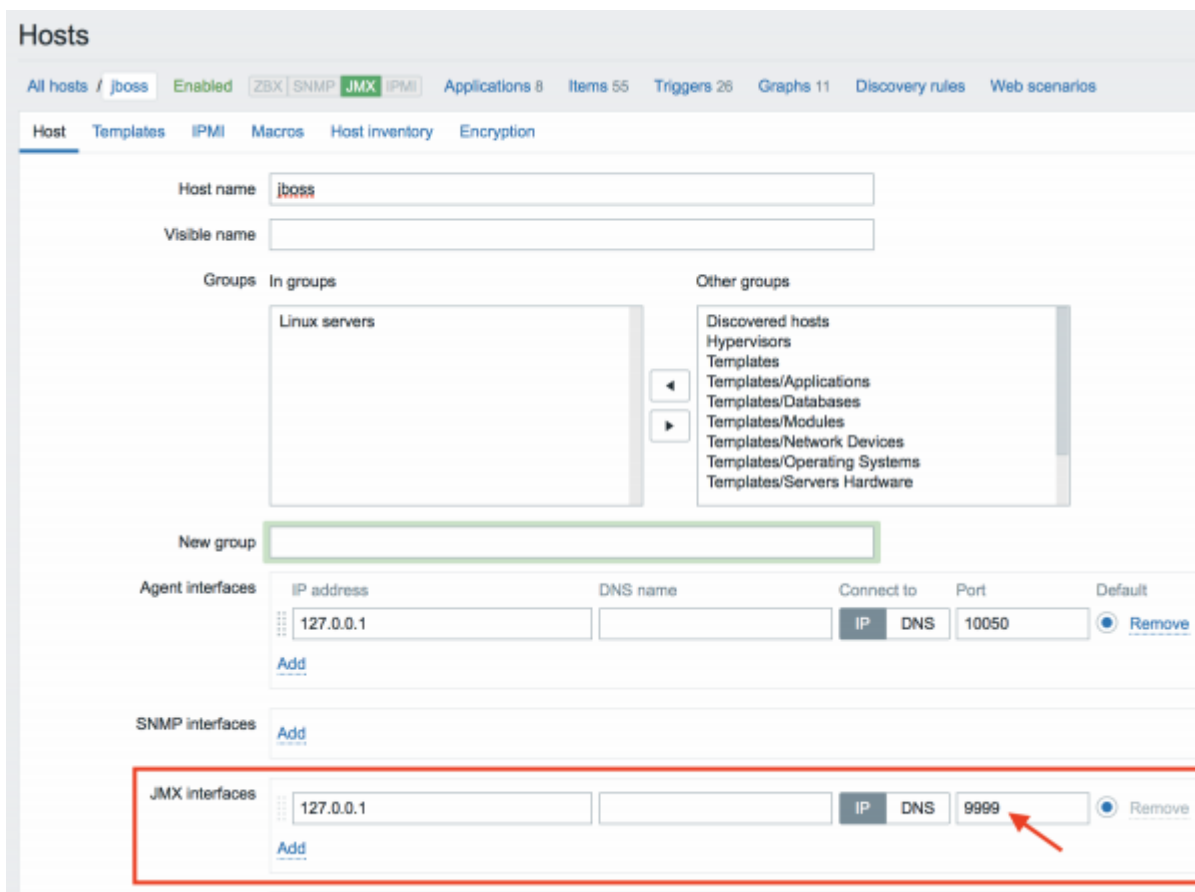 Hosts
All hosts / jboss Enabled ZBX SNMP JMX IPMI Applications 8 Items 55 Triggers 26 Graphs 11 Discovery rules Web scenarios
Host Templates IPMI Macros Host inventory Encryption
Host name jboss
Visible name
Groups In groups Other groups
Linux servers
Discovered hosts
Hypervisors
Templates
Templates/Applications
Templates/Databases
Templates/Modules
Templates/Network Devices
Templates/Operating Systems
Templates/Servers Hardware
New group
Agent interfaces IP address DNS name Connect to Port Default
127.0.0.1 IP DNS 10050 Remove
Add
SNMP interfaces Add
JMX interfaces 127.0.0.1 IP DNS 9999 Remove
Add